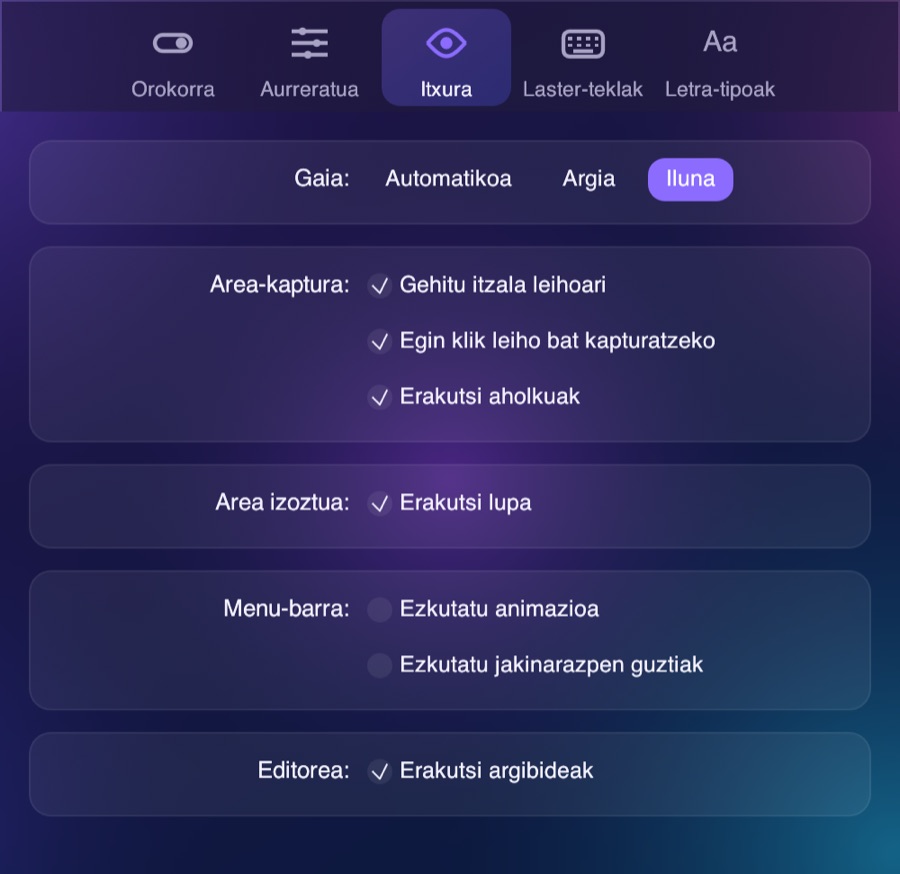 Aa
Orokorra Aurreratua Itxura Laster-teklak Letra-tipoak
Gaia: Automatikoa Argia Iluna
Area-kaptura: Gehitu itzala leihoari
Egin klik leiho bat kapturatzeko
Erakutsi aholkuak
Area izoztua: Erakutsi lupa
Menu-barra: Ezkutatu animazioa
Ezkutatu jakinarazpen guztiak
Editorea: Erakutsi argibideak